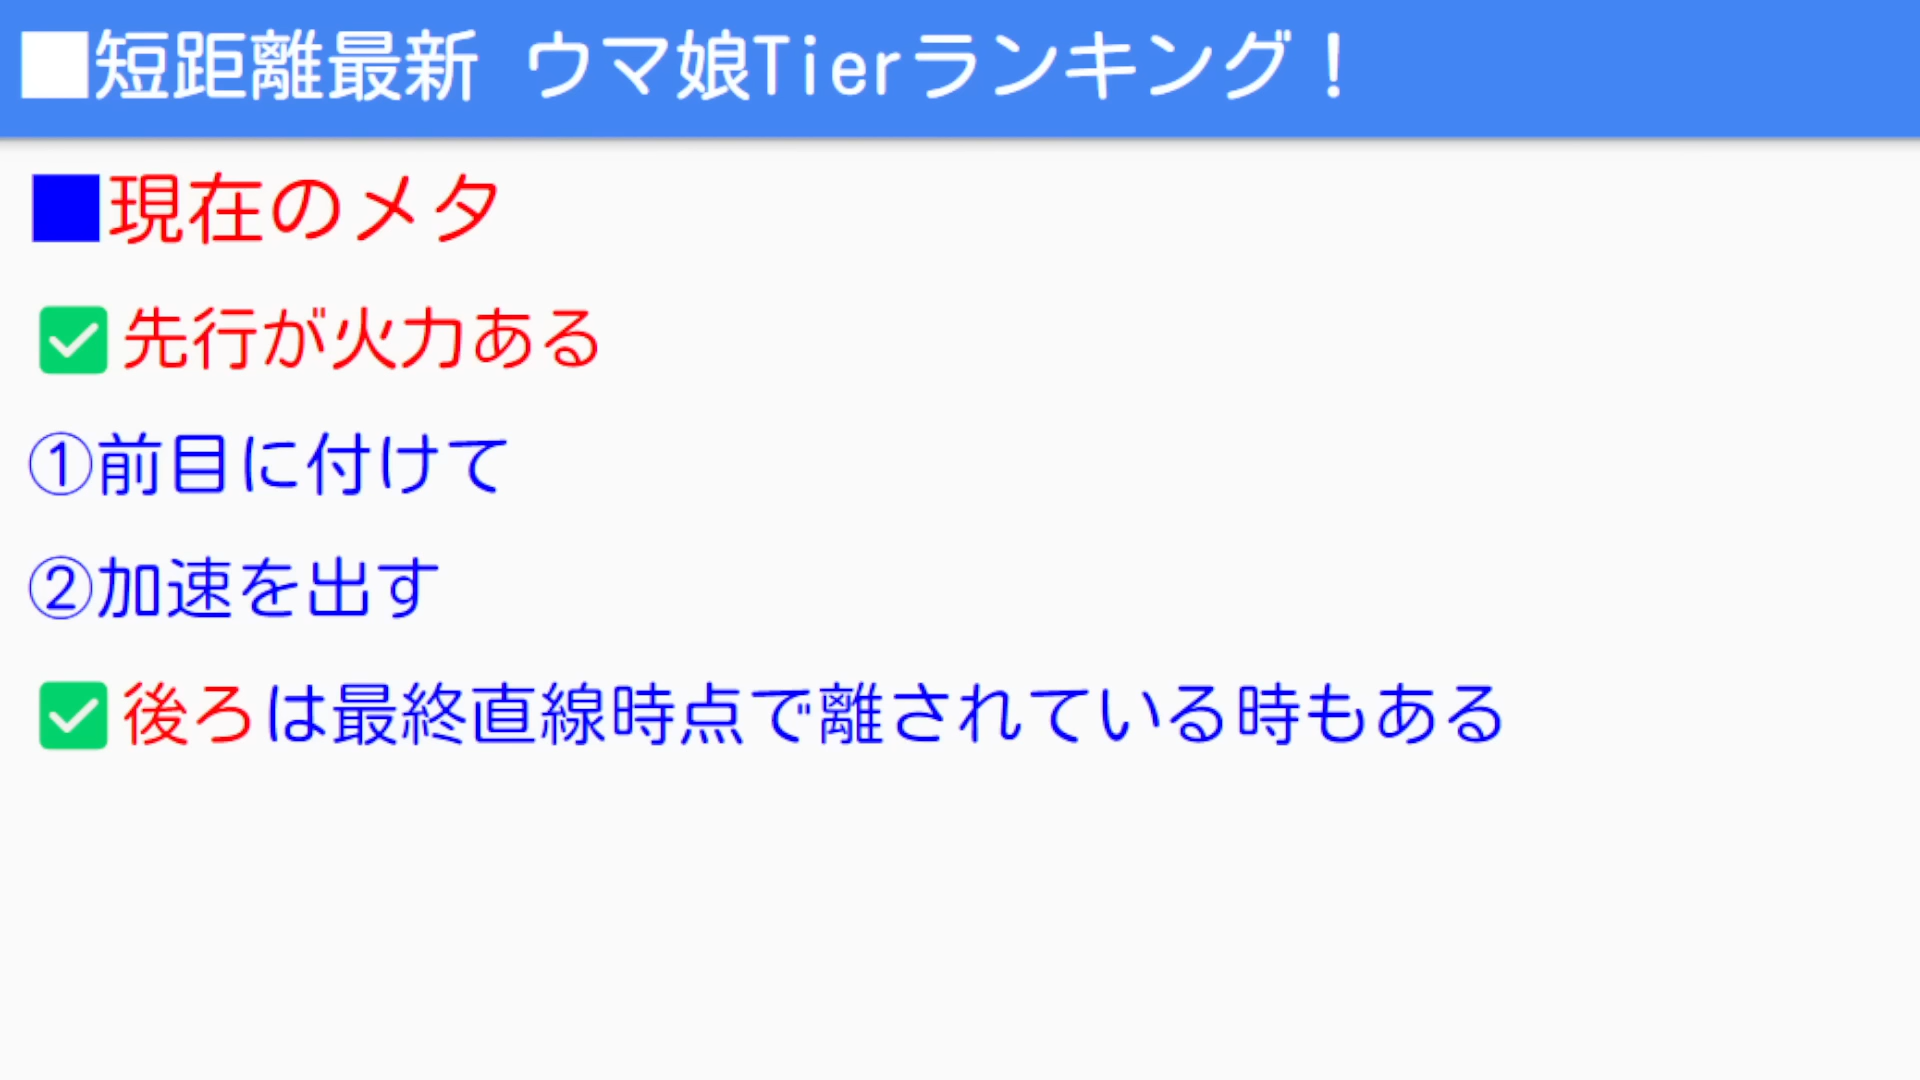 ■短距離最新 ウマ娘Tierランキング！
■現在のメタ
✅先行が火力ある
①前目に付けて
②加速を出す
✅後ろは最終直線時点で離されている時もある